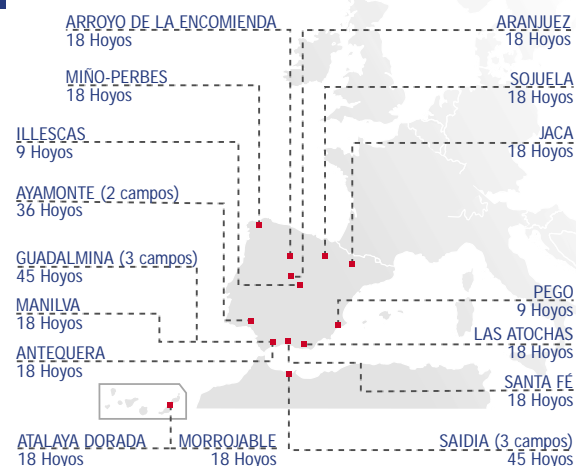 ARROYO DE LA ENCOMIENDA
18 Hoyos
MIÑO-PERBES
18 Hoyos
ILLESCAS
9 Hoyos
AYAMONTE (2 campos)
36 Hoyos
GUADALMINA (3 campos)
45 Hoyos
MANILVA
18 Hoyos
ANTEQUERA
18 Hoyos
ATALAYA DORADA
18 Hoyos
MORROJABLE
18 Hoyos
ARANJUEZ
18 Hoyos
SOJUELA
18 Hoyos
JACA
18 Hoyos
PEGO
9 Hoyos
LAS ATOCHAS
18 Hoyos
SANTA FÉ
18 Hoyos
SAIDIA (3 campos)
45 Hoyos